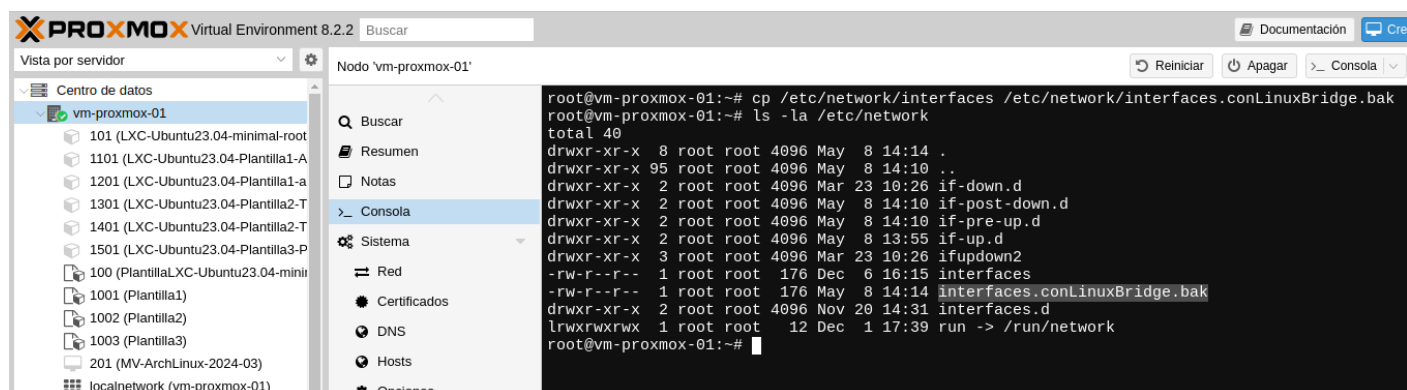 PROXMOX Virtual Environment 8.2.2 Buscar
Documentación
Vista por servidor
Nodo 'vm-proxmox-01'
Reiniciar
Apagar
>_ Consola
Centro de datos
vm-proxmox-01
101 (LXC-Ubuntu23.04-minimal-root
1101 (LXC-Ubuntu23.04-Plantilla1-A
1201 (LXC-Ubuntu23.04-Plantilla1-a
1301 (LXC-Ubuntu23.04-Plantilla2-T
1401 (LXC-Ubuntu23.04-Plantilla2-T
1501 (LXC-Ubuntu23.04-Plantilla3-P
100 (PlantillaLXC-Ubuntu23.04-minir
1001 (Plantilla1)
1002 (Plantilla2)
1003 (Plantilla3)
201 (MV-ArchLinux-2024-03)
localnetwork (vm-proxmox-01)
Buscar
Resumen
Notas
>_ Consola
Sistema
Red
Certificados
DNS
Hosts
Opciones
root@vm-proxmox-01:~# cp /etc/network/interfaces /etc/network/interfaces.conLinuxBridge.bak
root@vm-proxmox-01:~# ls -la /etc/network
total 40
drwxr-xr-x  8 root root 4096 May  8 14:14 .
drwxr-xr-x 95 root root 4096 May  8 14:10 ..
drwxr-xr-x  2 root root 4096 Mar 23 10:26 if-down.d
drwxr-xr-x  2 root root 4096 May  8 14:10 if-post-down.d
drwxr-xr-x  2 root root 4096 May  8 14:10 if-pre-up.d
drwxr-xr-x  2 root root 4096 May  8 13:55 if-up.d
drwxr-xr-x  3 root root 4096 Mar 23 10:26 ifupdown2
-rw-r--r--  1 root root  176 Dec  6 16:15 interfaces
-rw-r--r--  1 root root  176 May  8 14:14 interfaces.conLinuxBridge.bak
drwxr-xr-x  2 root root 4096 Nov 20 14:31 interfaces.d
lrwxrwxrwx  1 root root   12 Dec  1 17:39 run -> /run/network
root@vm-proxmox-01:~#